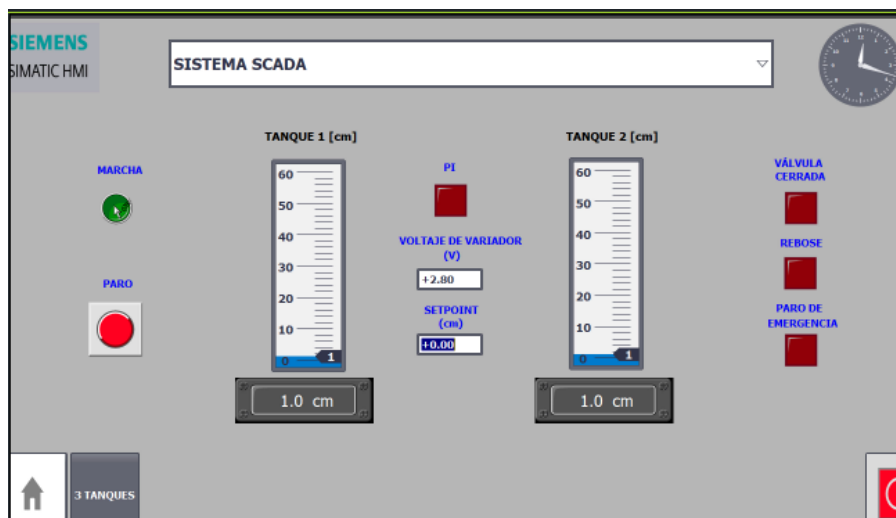 SIEMENS
SIMATIC HMI
SISTEMA SCADA
TANQUE 1 [cm]
TANQUE 2 [cm]
MARCHA
PARO
60
50
40
30
20
10
0
1
1.0 cm
PI
VOLTAJE DE VARIADOR
(V)
+2.80
SETPOINT
(cm)
+0.00
60
50
40
30
20
10
0
1
1.0 cm
VÁLVULA
CERRADA
REBOSE
PARO DE
EMERGENCIA
3 TANQUES